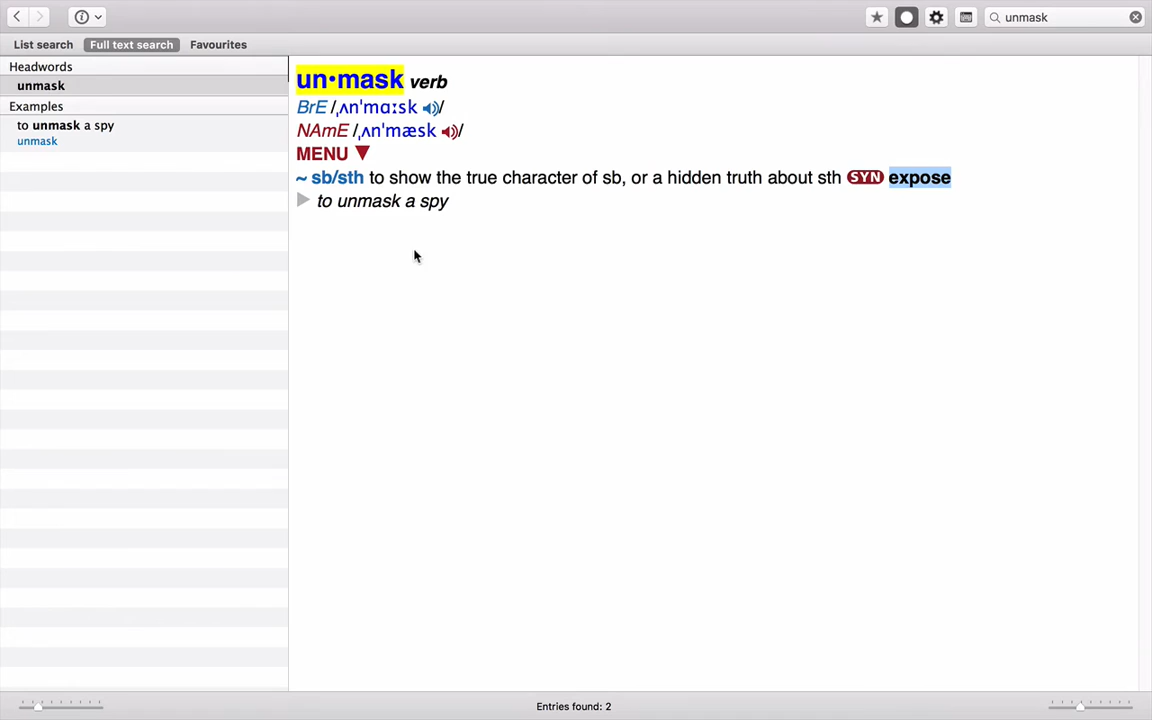 unmask
List search Full text search Favourites
Headwords
unmask
Examples
to unmask a spy
unmask
un•mask verb
BrE /ˌʌnˈmɑːsk /
NAmE /ˌʌnˈmæsk /
MENU ▼
~ sb/sth to show the true character of sb, or a hidden truth about sth SYN expose
to unmask a spy
Entries found: 2